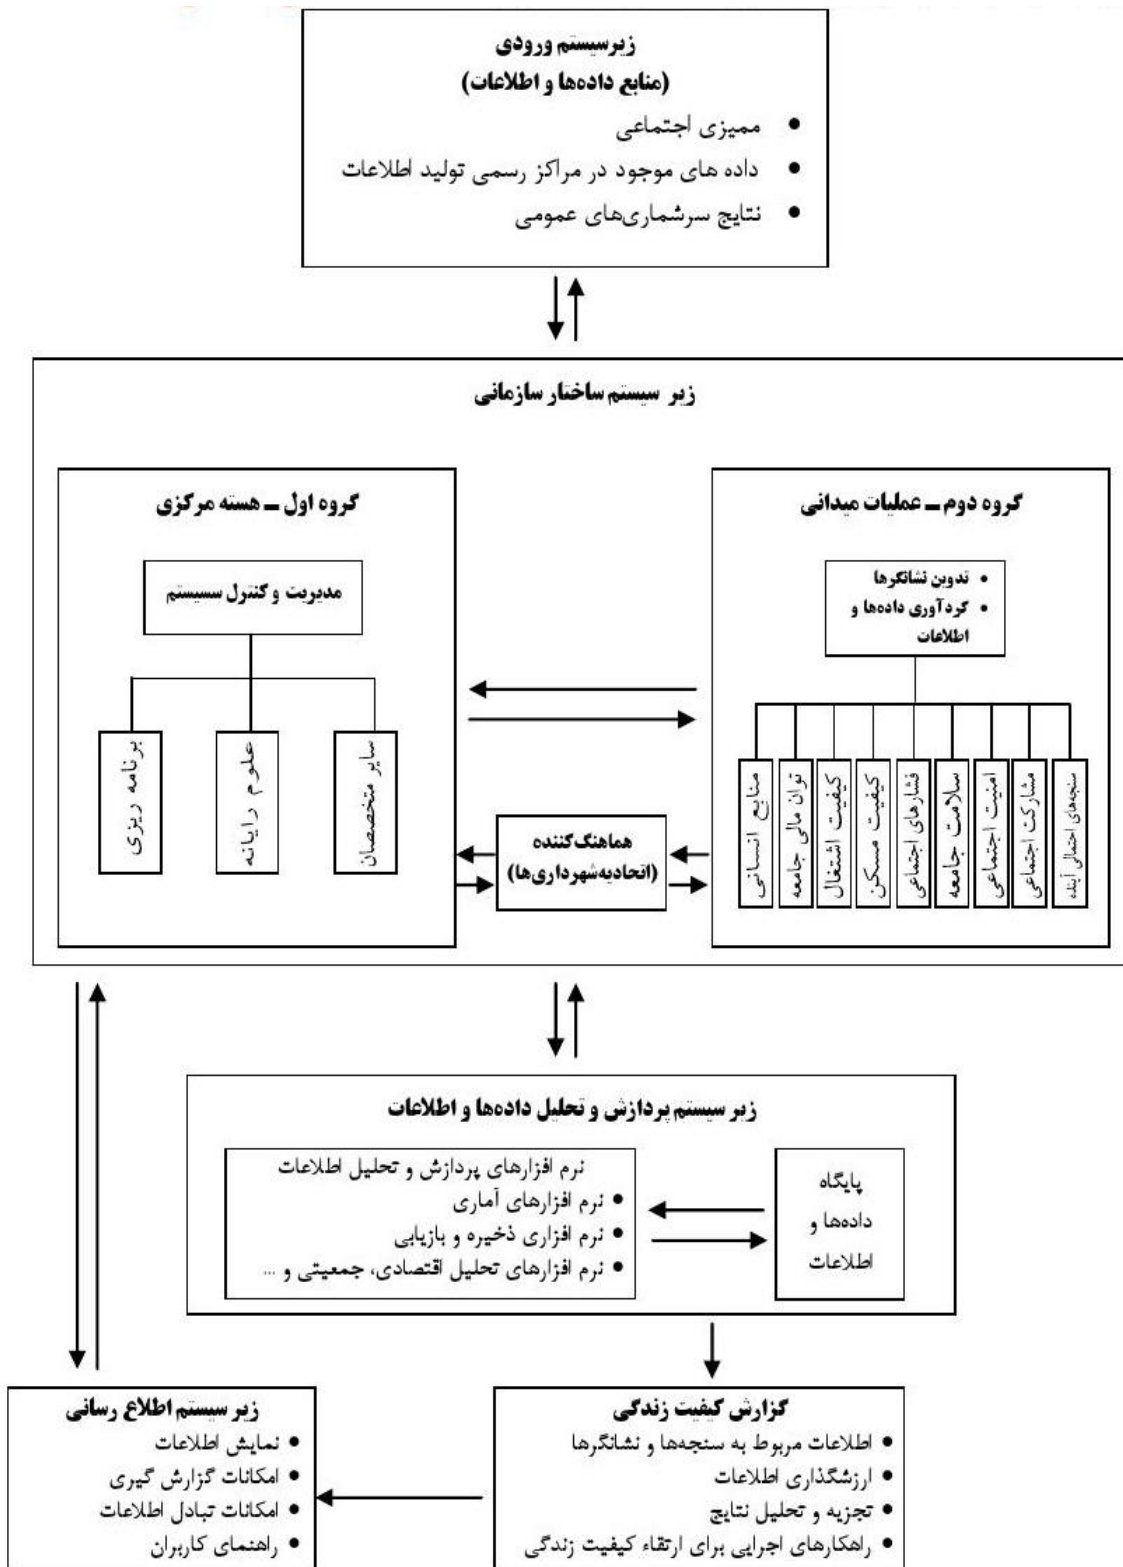 زیرسیستم ورودی
(منابع داده‌ها و اطلاعات)
• ممیزی اجتماعی
• داده های موجود در مراکز رسمی تولید اطلاعات
• نتایج سرشماری‌های عمومی
زیر سیستم ساختار سازمانی
گروه دوم ـ عملیات میدانی
• تدوین نشانگرها
• گردآوری داده‌ها و
اطلاعات
سنجه‌های احتمالی آینده
مشارکت اجتماعی
امنیت اجتماعی
سلامت جامعه
فشارهای اجتماعی
کیفیت مسکن
کیفیت اشتغال
توان مالی جامعه
منابع انسانی
گروه اول ـ هسته مرکزی
مدیریت و کنترل سسیستم
سایر متخصصان
علوم رایانه
برنامه ریزی
هماهنگ‌کننده
(اتحادیه‌شهرداری‌ها)
زیر سیستم پردازش و تحلیل داده‌ها و اطلاعات
پایگاه
داده‌ها و
اطلاعات
نرم افزارهای پردازش و تحلیل اطلاعات
• نرم افزارهای آماری
• نرم افزاری ذخیره و بازیابی
• نرم افزارهای تحلیل اقتصادی، جمعیتی و ...
گزارش کیفیت زندگی
• اطلاعات مربوط به سنجه‌ها و نشانگرها
• ارزشگذاری اطلاعات
• تجزیه و تحلیل نتایج
• راهکارهای اجرایی برای ارتقاء کیفیت زندگی
زیر سیستم اطلاع رسانی
• نمایش اطلاعات
• امکانات گزارش گیری
• امکانات تبادل اطلاعات
• راهنمای کاربران